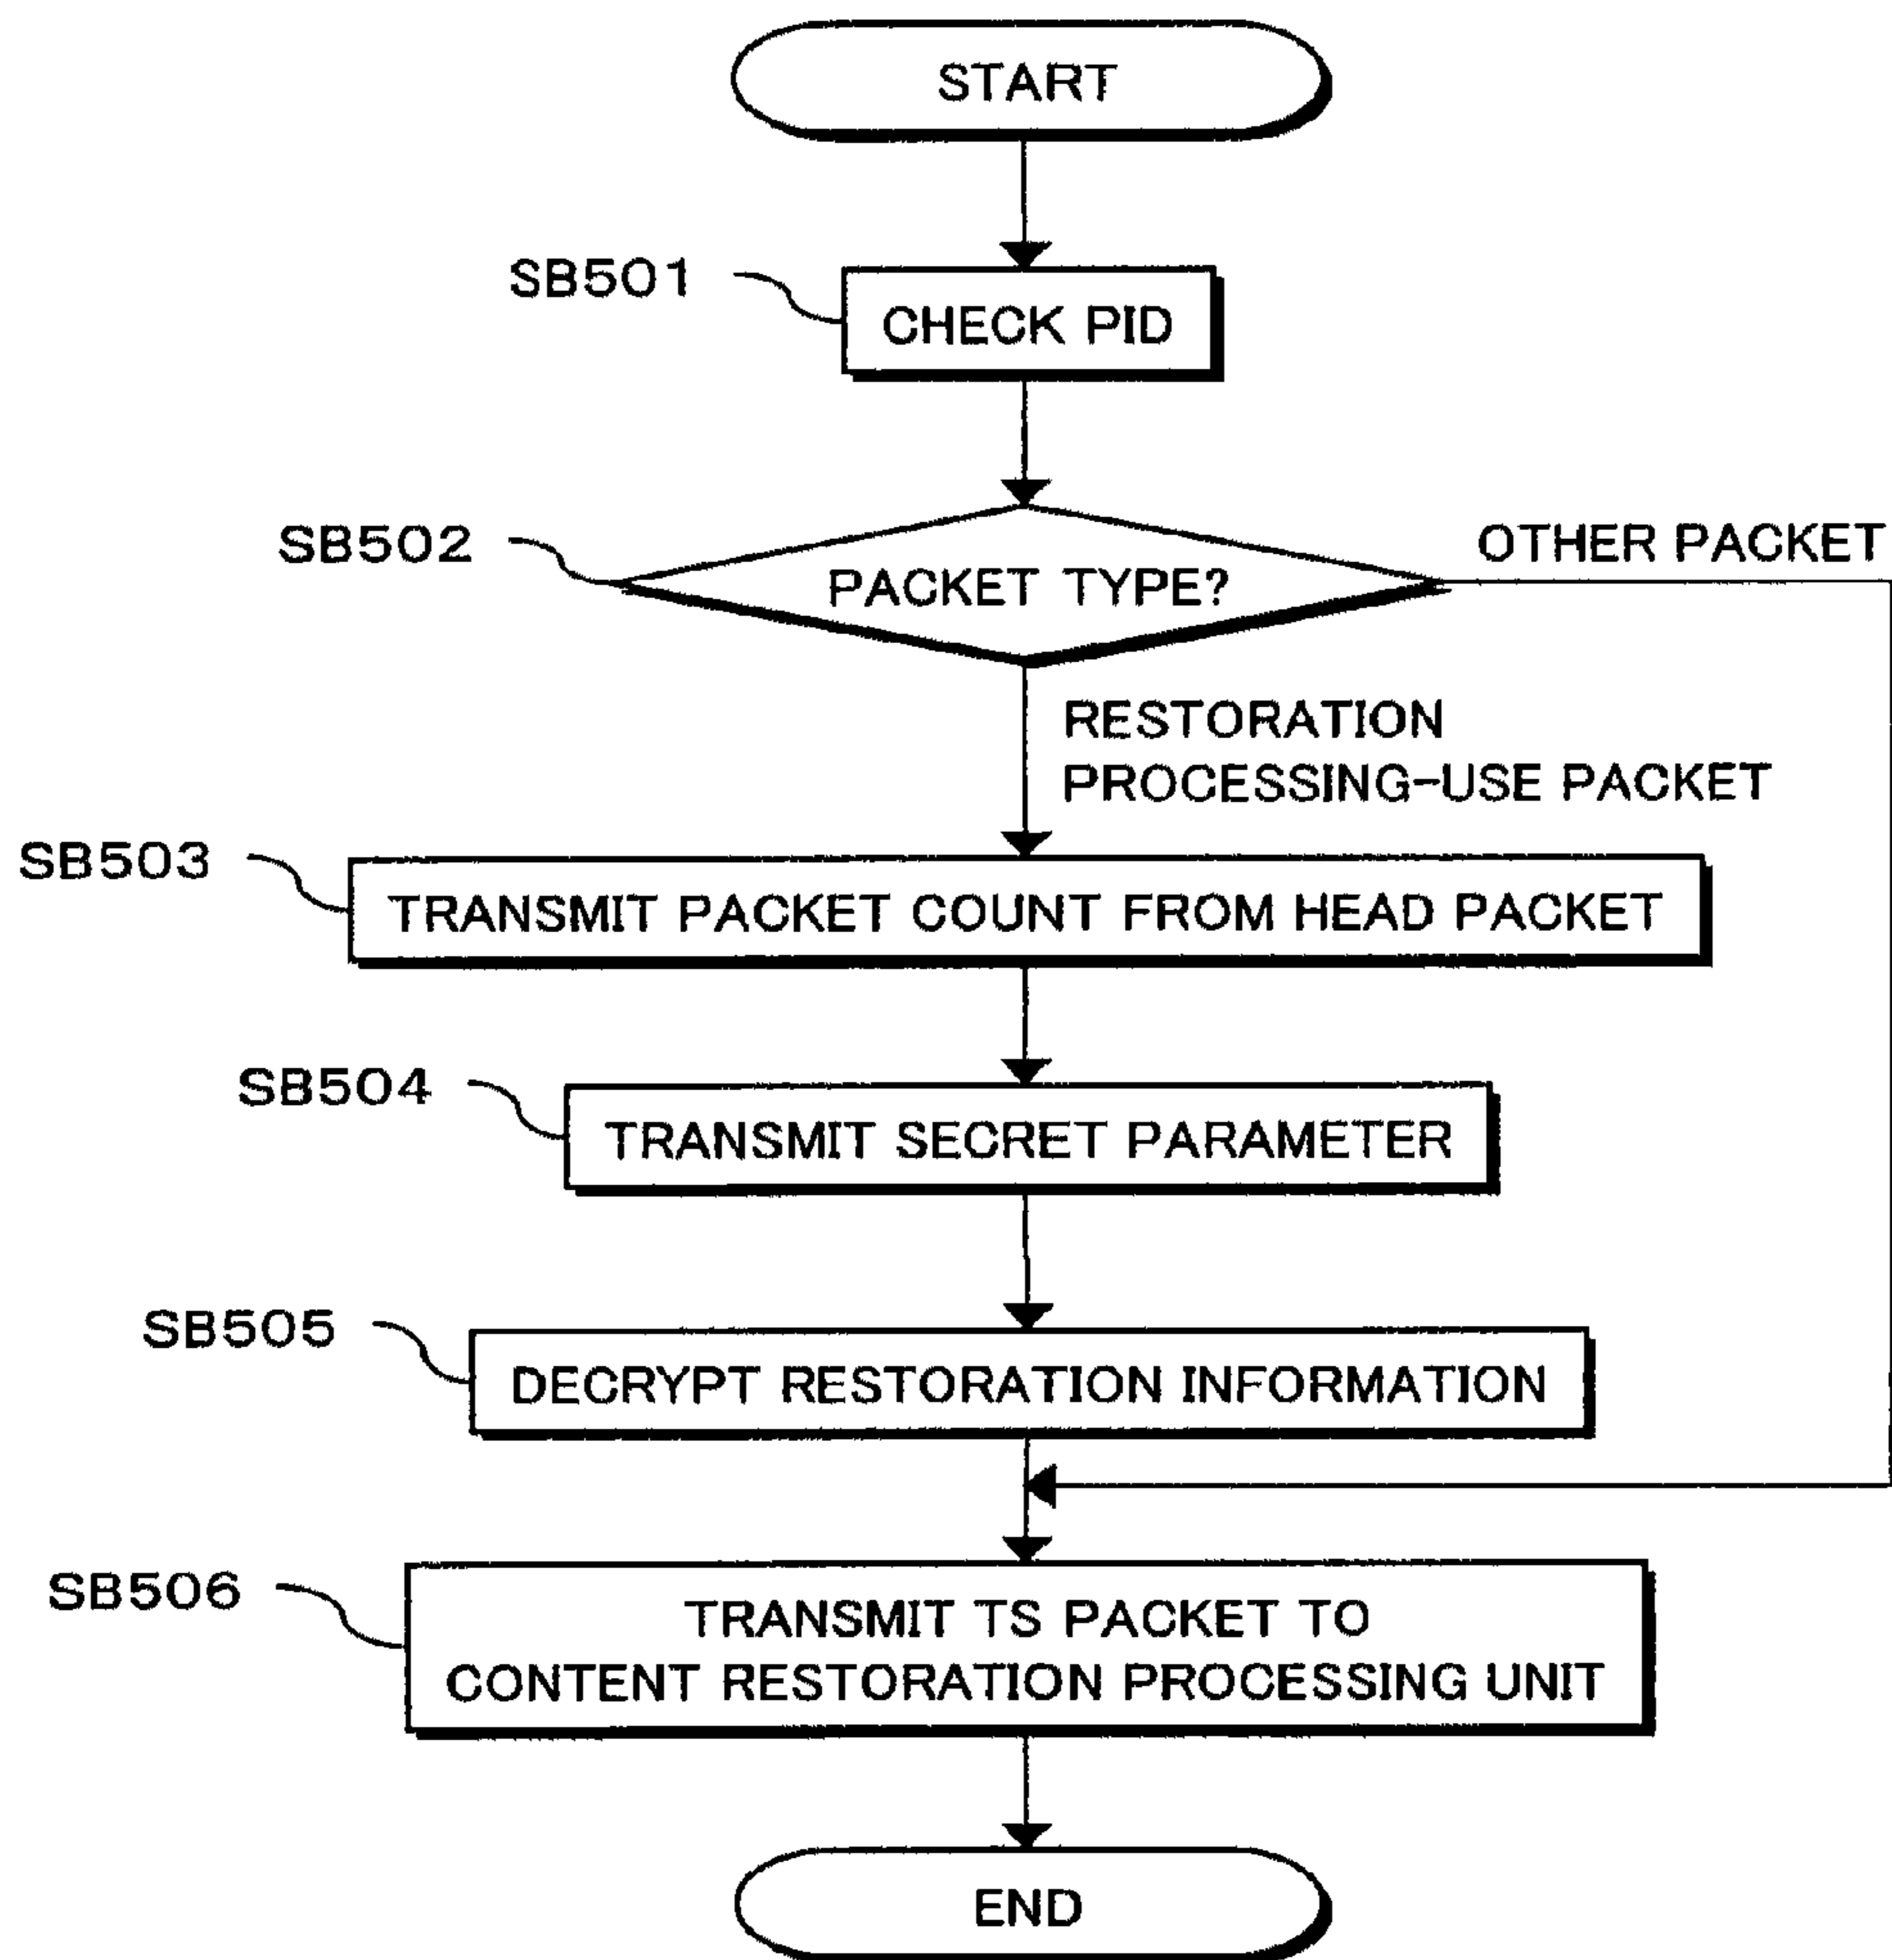 START
SB501
CHECK PID
SB502
PACKET TYPE?
OTHER PACKET
RESTORATION
PROCESSING-USE PACKET
SB503
TRANSMIT PACKET COUNT FROM HEAD PACKET
SB504
TRANSMIT SECRET PARAMETER
SB505
DECRYPT RESTORATION INFORMATION
SB506
TRANSMIT TS PACKET TO
CONTENT RESTORATION PROCESSING UNIT
END